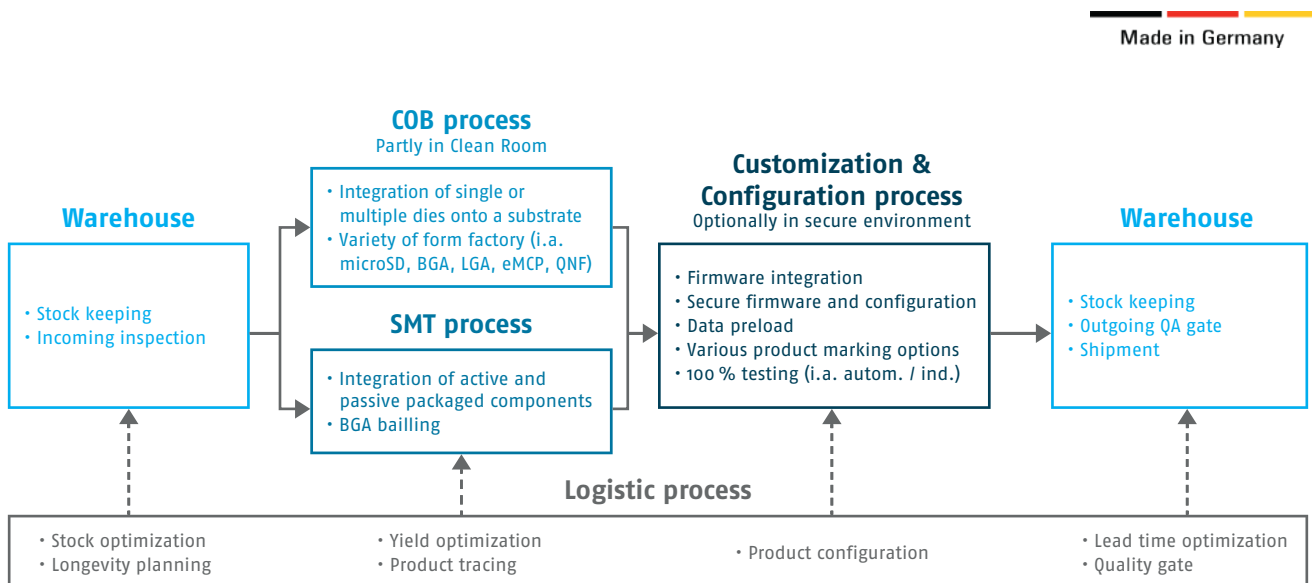 Made in Germany
COB process
Partly in Clean Room
• Integration of single or
multiple dies onto a substrate
• Variety of form factory (i.a.
microSD, BGA, LGA, eMCP, QNF)
Warehouse
• Stock keeping
• Incoming inspection
SMT process
• Integration of active and
passive packaged components
• BGA bailling
Customization &
Configuration process
Optionally in secure environment
• Firmware integration
• Secure firmware and configuration
• Data preload
• Various product marking options
• 100 % testing (i.a. autom. / ind.)
Warehouse
• Stock keeping
• Outgoing QA gate
• Shipment
Logistic process
• Stock optimization
• Longevity planning
• Yield optimization
• Product tracing
• Product configuration
• Lead time optimization
• Quality gate